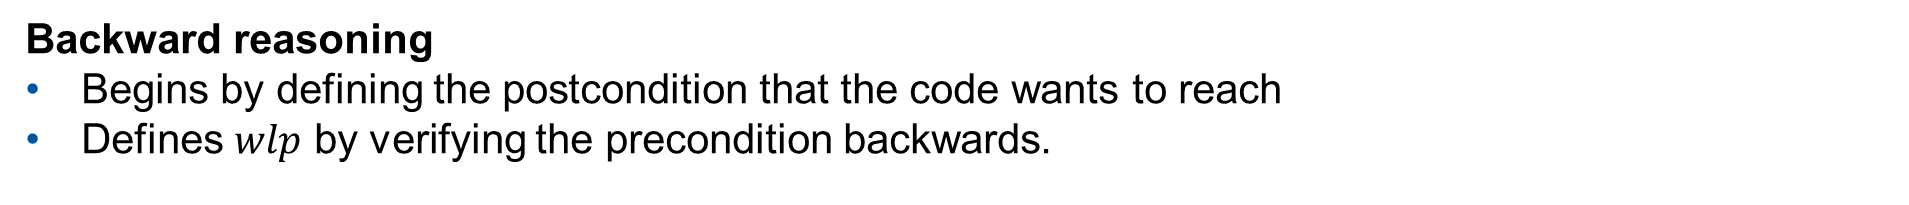 Backward reasoning
• Begins by defining the postcondition that the code wants to reach
• Defines wlp by verifying the precondition backwards.